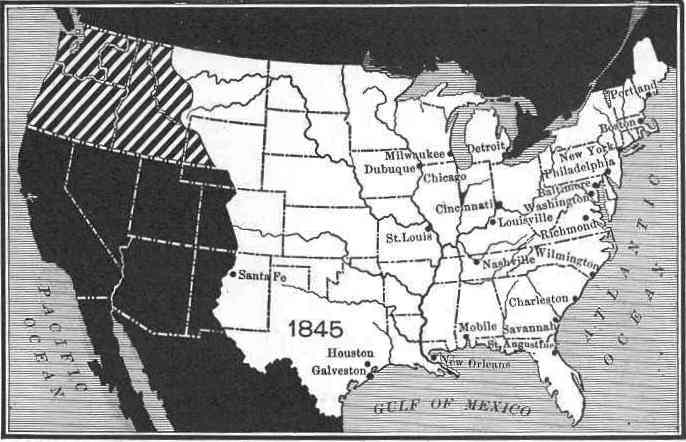 Portland
Boston
New York
Philadelphia
Baltimore
Washington
Richmond
Milwaukee
Detroit
Dubuque
Chicago
Cincinnati
Louisville
St.Louis
Nashville
Wilmington
Santa Fe
Charleston
1845
Mobile
Savannah
St.Augustine
Houston
Galveston
New Orleans
PACIFIC
OCEAN
ATLANTIC
OCEAN
GULF OF MEXICO